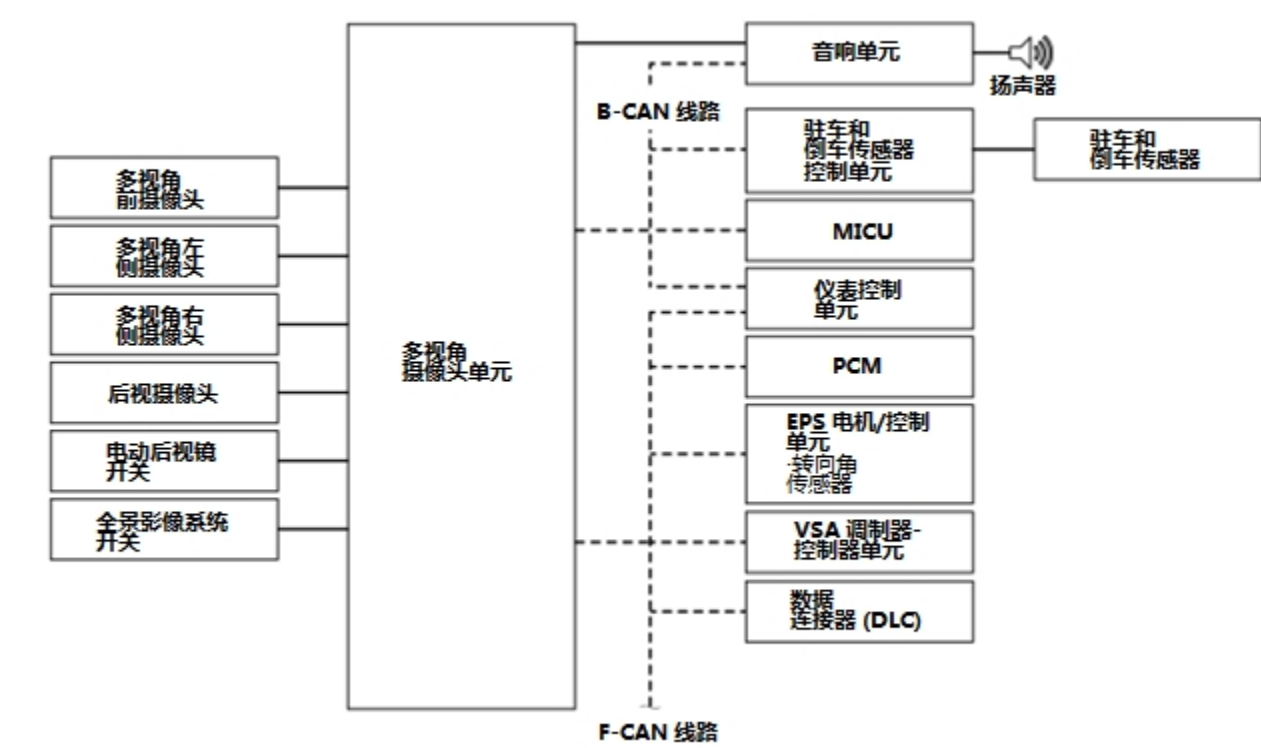 音响单元
扬声器
B-CAN 线路
驻车和
倒车传感器
控制单元
驻车和
倒车传感器
多视角
前摄像头
MICU
多视角左
侧摄像头
仪表控制
单元
多视角右
侧摄像头
多视角
摄像头单元
PCM
后视摄像头
EPS 电机/控制
单元
·转向角
传感器
电动后视镜
开关
全景影像系统
开关
VSA 调制器-
控制器单元
数据
连接器 (DLC)
F-CAN 线路